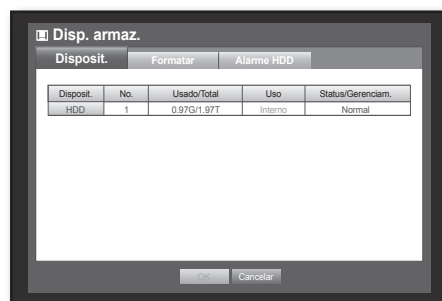 Disp. armaz.
Disposit. Formatar Alarme HDD
Disposit. No. Usado/Total Uso Status/Gerenciam.
HDD 1 0.97G/1.97T Interno Normal
OK Cancelar